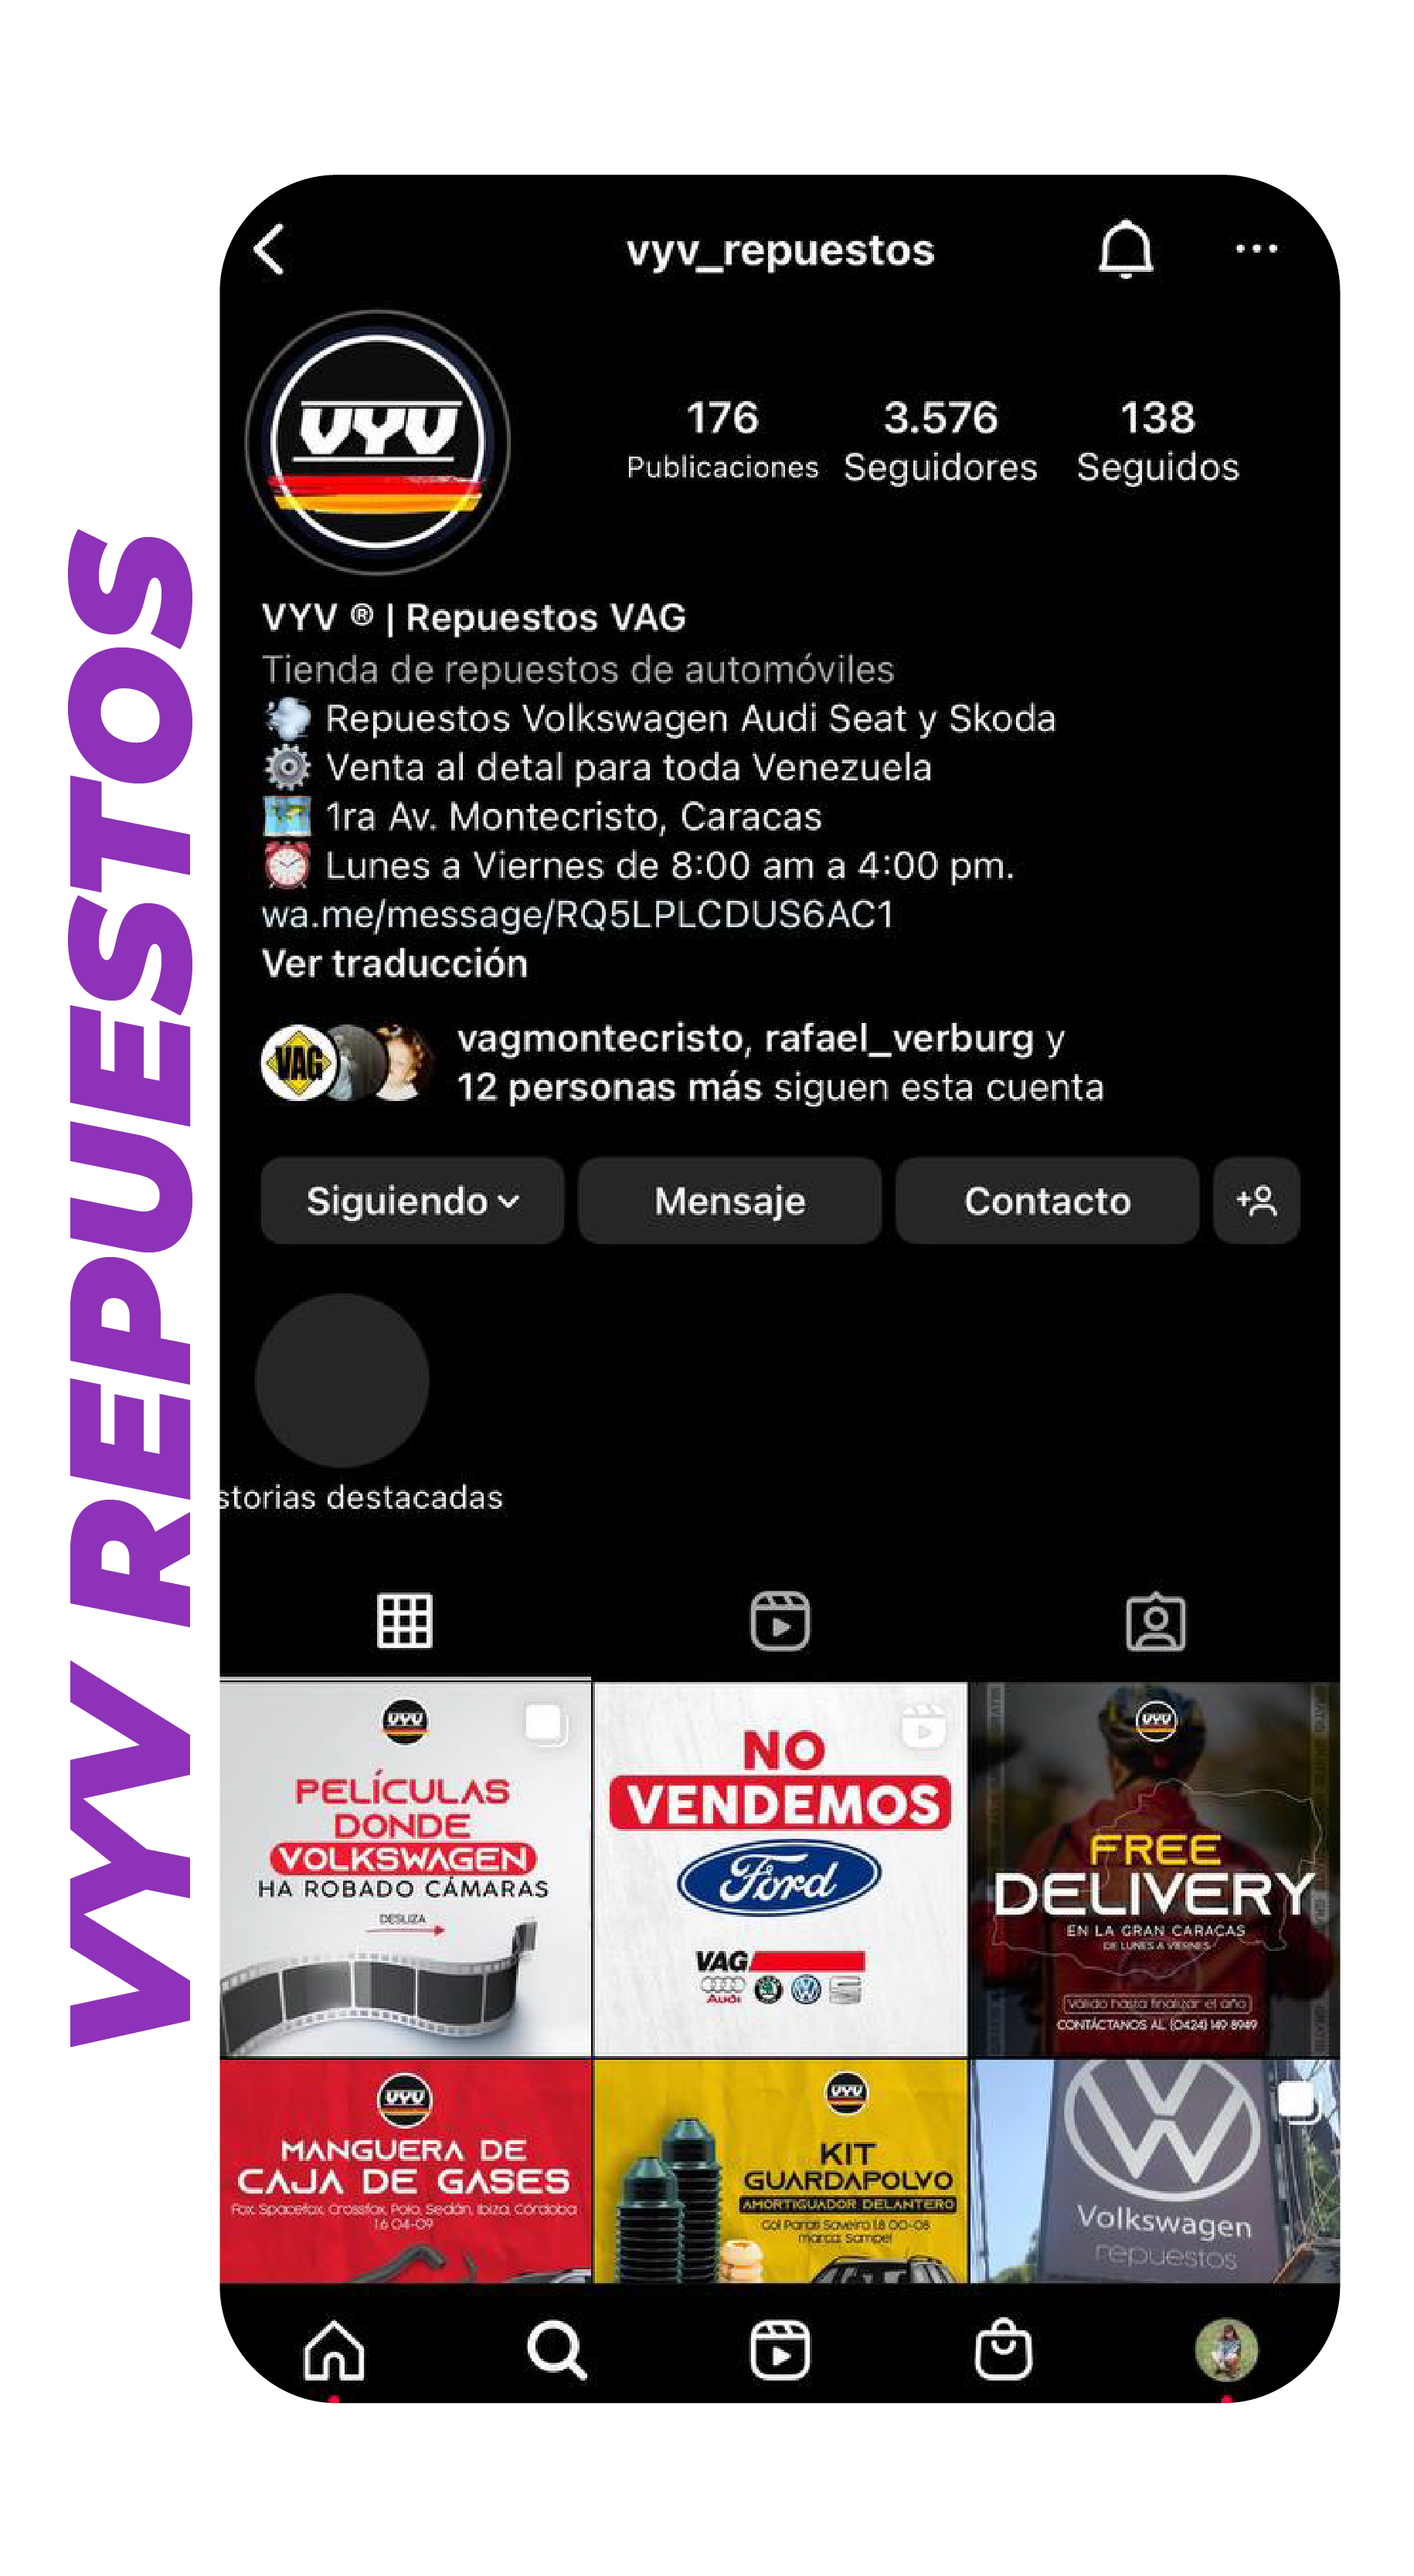 VYV REPUESTOS
vyv_repuestos
VYV
176
Publicaciones
3.576
Seguidores
138
Seguidos
VYV ® | Repuestos VAG
Tienda de repuestos de automóviles
Repuestos Volkswagen Audi Seat y Skoda
Venta al detal para toda Venezuela
1ra Av. Montecristo, Caracas
Lunes a Viernes de 8:00 am a 4:00 pm.
wa.me/message/RQ5LPLCDUS6AC1
Ver traducción
VAG
vagmontecristo, rafael_verburg y
12 personas más siguen esta cuenta
Siguiendo
Mensaje
Contacto
storias destacadas
VYV
PELÍCULAS
DONDE
VOLKSWAGEN
HA ROBADO CÁMARAS
DESLIZA
NO
VENDEMOS
Ford
VAG
Audi
VYV
FREE
DELIVERY
EN LA GRAN CARACAS
DE LUNES A VIERNES
Válido hasta finalizar el año
CONTÁCTANOS AL (0424) 149 8949
VYV
MANGUERA DE
CAJA DE GASES
Fox, Spacefox, Crossfox, Polo, Sedán, Ibiza, Córdoba
1.6 04-09
VYV
KIT
GUARDAPOLVO
AMORTIGUADOR DELANTERO
Gol Parati Saveiro 1.8 00-08
marca: Sampel
Volkswagen
repuestos